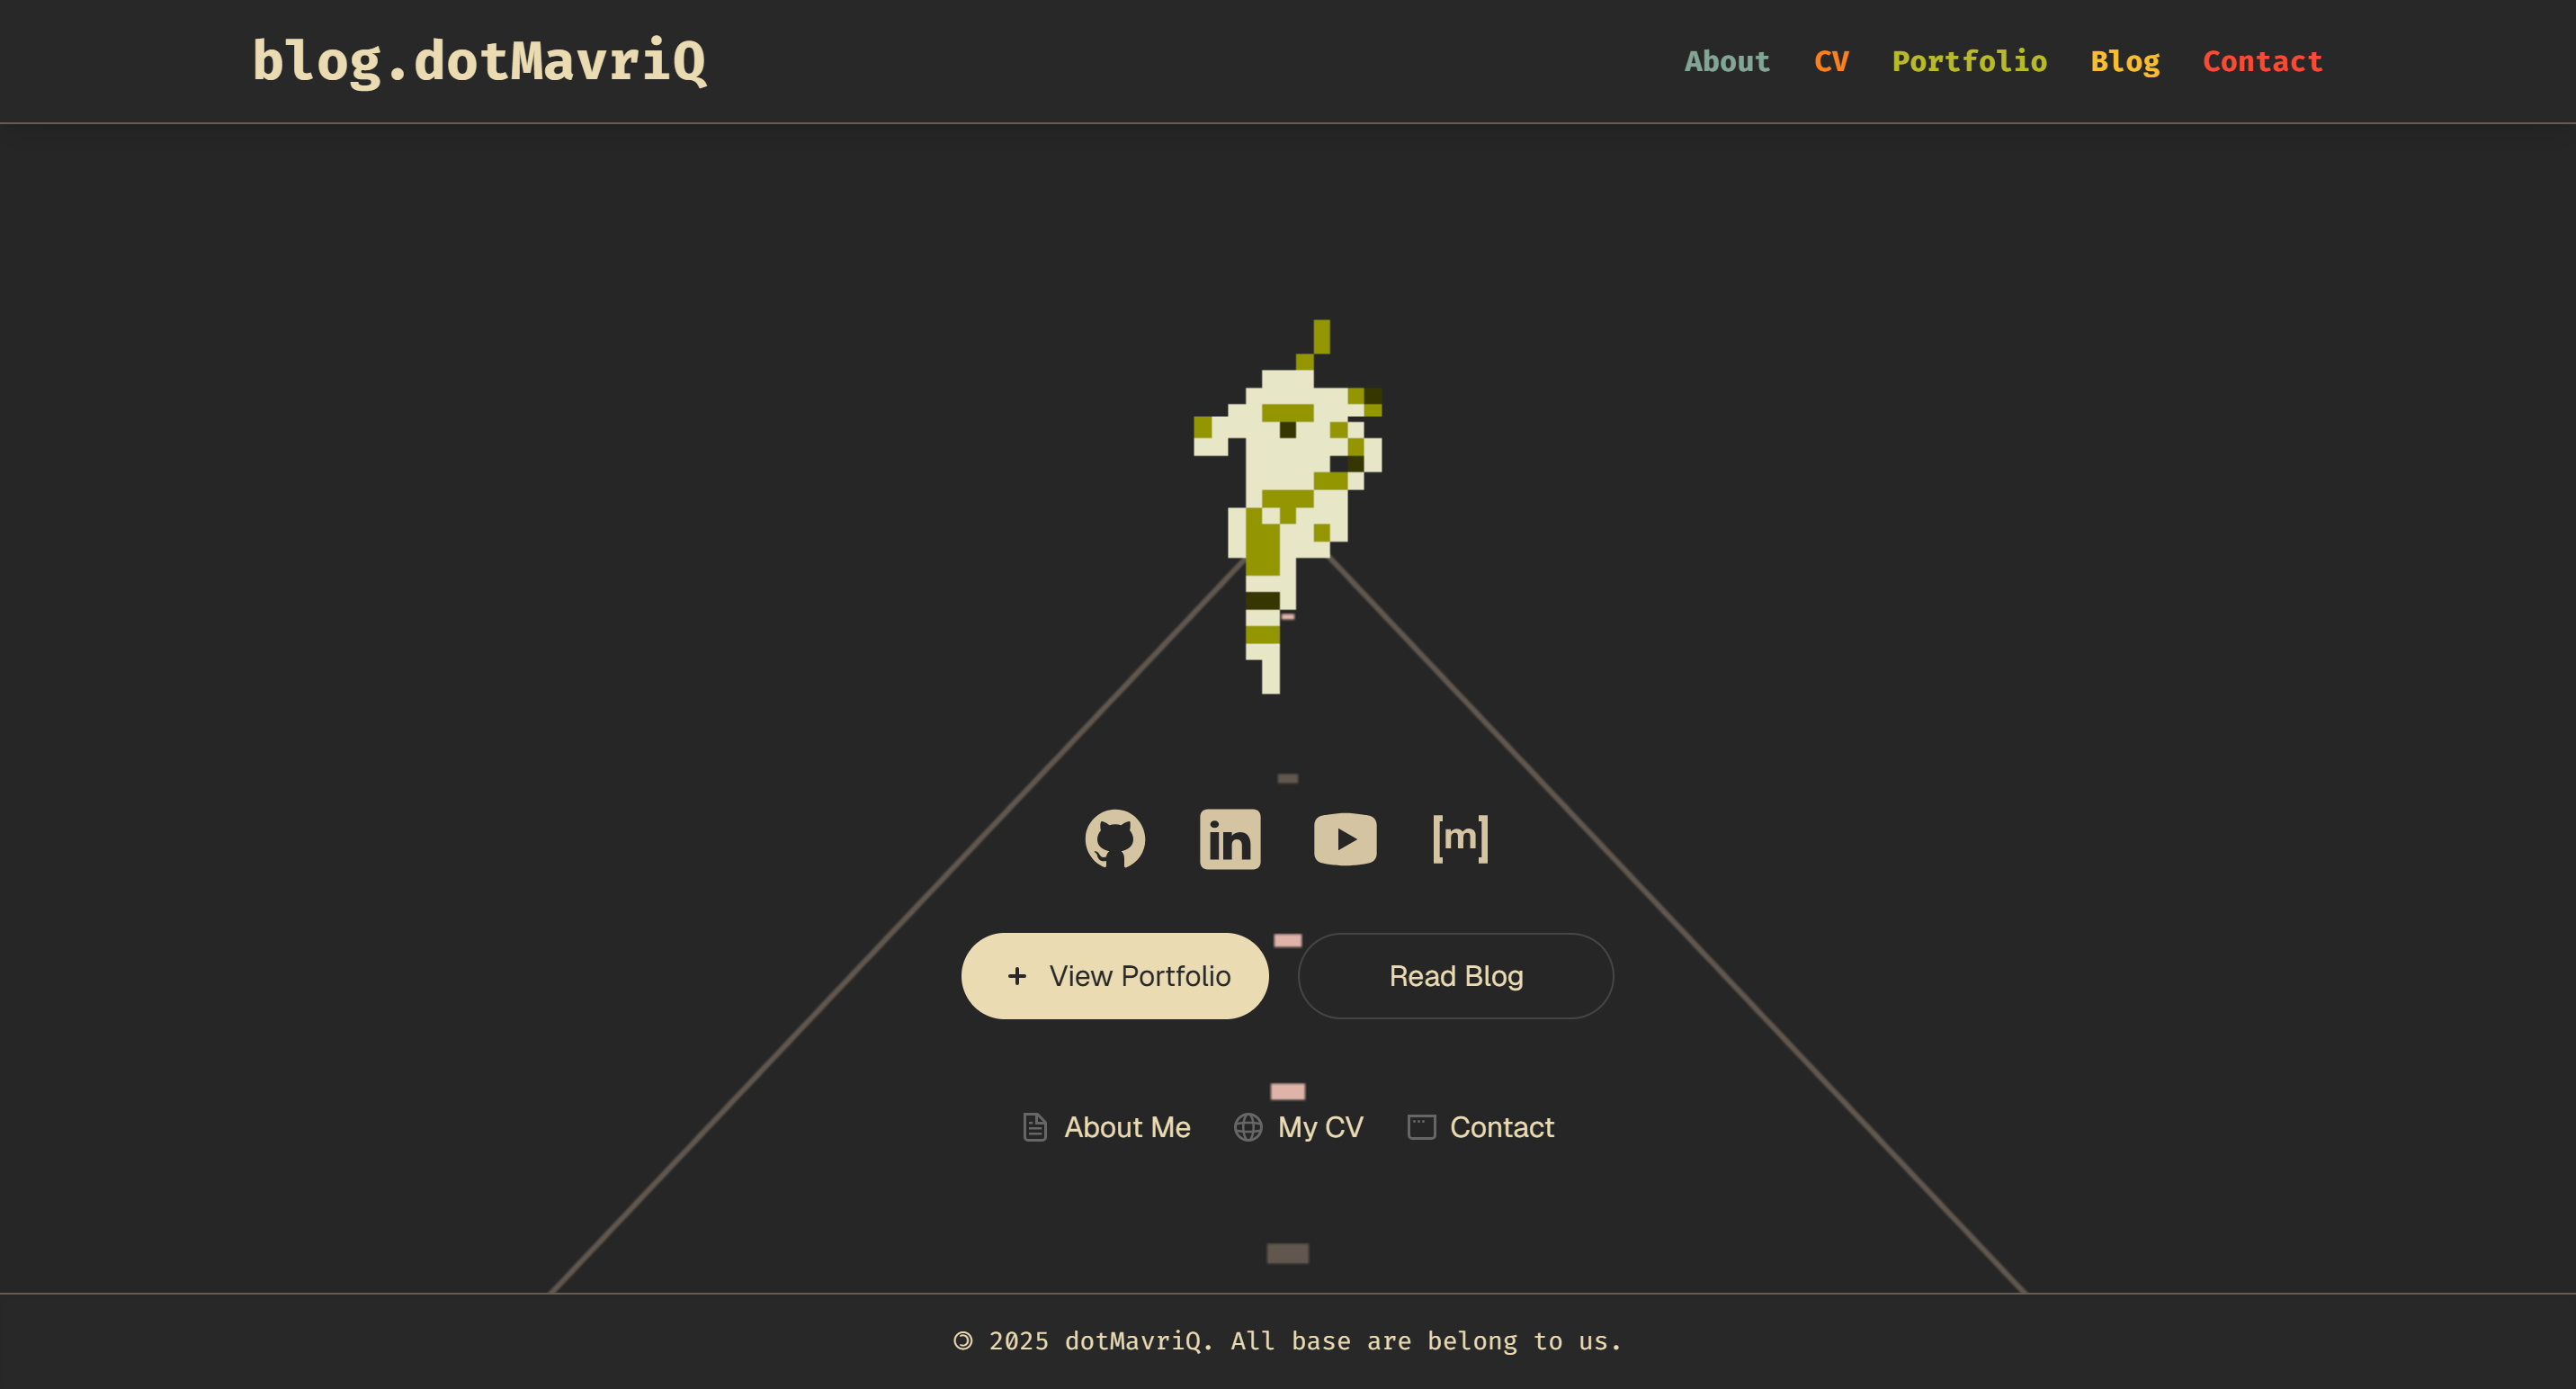 blog.dotMavriQ
About CV Portfolio Blog Contact
in [m]
+ View Portfolio Read Blog
About Me My CV Contact
🄯 2025 dotMavriQ. All base are belong to us.